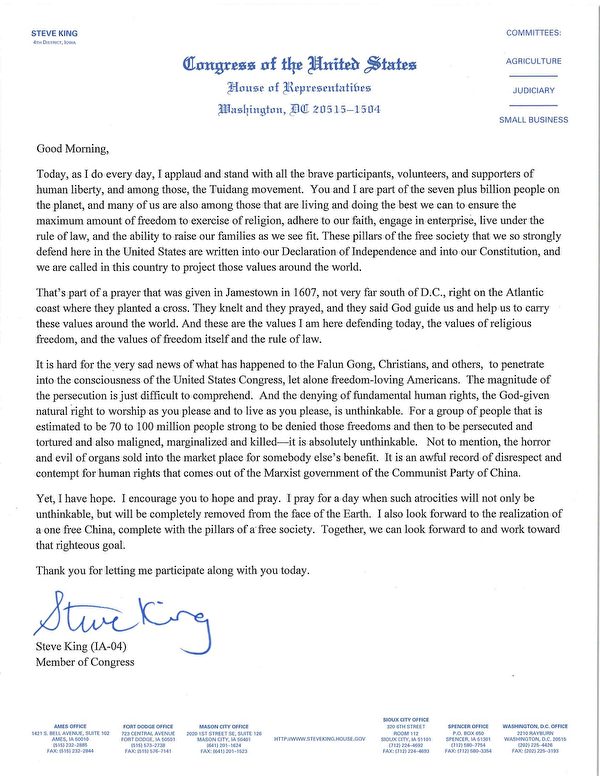 STEVE KING
4TH DISTRICT, IOWA
COMMITTEES:
AGRICULTURE
JUDICIARY
SMALL BUSINESS
Congress of the United States
House of Representatives
Washington, DC 20515–1504
Good Morning,
Today, as I do every day, I applaud and stand with all the brave participants, volunteers, and supporters of
human liberty, and among those, the Tuidang movement.  You and I are part of the seven plus billion people on
the planet, and many of us are also among those that are living and doing the best we can to ensure the
maximum amount of freedom to exercise of religion, adhere to our faith, engage in enterprise, live under the
rule of law, and the ability to raise our families as we see fit. These pillars of the free society that we so strongly
defend here in the United States are written into our Declaration of Independence and into our Constitution, and
we are called in this country to project those values around the world.
That's part of a prayer that was given in Jamestown in 1607, not very far south of D.C., right on the Atlantic
coast where they planted a cross. They knelt and they prayed, and they said God guide us and help us to carry
these values around the world. And these are the values I am here defending today, the values of religious
freedom, and the values of freedom itself and the rule of law.
It is hard for the very sad news of what has happened to the Falun Gong, Christians, and others, to penetrate
into the consciousness of the United States Congress, let alone freedom-loving Americans.  The magnitude of
the persecution is just difficult to comprehend.  And the denying of fundamental human rights, the God-given
natural right to worship as you please and to live as you please, is unthinkable.  For a group of people that is
estimated to be 70 to 100 million people strong to be denied those freedoms and then to be persecuted and
tortured and also maligned, marginalized and killed—it is absolutely unthinkable.   Not to mention, the horror
and evil of organs sold into the market place for somebody else's benefit.  It is an awful record of disrespect and
contempt for human rights that comes out of the Marxist government of the Communist Party of China.
Yet, I have hope.  I encourage you to hope and pray.  I pray for a day when such atrocities will not only be
unthinkable, but will be completely removed from the face of the Earth.  I also look forward to the realization of
a one free China, complete with the pillars of a free society.  Together, we can look forward to and work toward
that righteous goal.
Thank you for letting me participate along with you today.
Steve King
Steve King (IA-04)
Member of Congress
AMES OFFICE
1421 S. BELL AVENUE, SUITE 102
AMES, IA 50010
(515) 232-2885
FAX: (515) 232-2844
FORT DODGE OFFICE
723 CENTRAL AVENUE
FORT DODGE, IA 50501
(515) 573-2738
FAX: (515) 576-7141
MASON CITY OFFICE
2020 1ST STREET SE, SUITE 126
MASON CITY, IA 50401
(641) 201-1624
FAX: (641) 201-1523
HTTP://WWW.STEVEKING.HOUSE.GOV
SIOUX CITY OFFICE
320 6TH STREET
ROOM 112
SIOUX CITY, IA 51101
(712) 224-4692
FAX: (712) 224-4693
SPENCER OFFICE
P.O. BOX 650
SPENCER, IA 51301
(712) 580-7754
FAX: (712) 580-3354
WASHINGTON, D.C. OFFICE
2210 RAYBURN
WASHINGTON, D.C. 20515
(202) 225-4426
FAX: (202) 225-3193